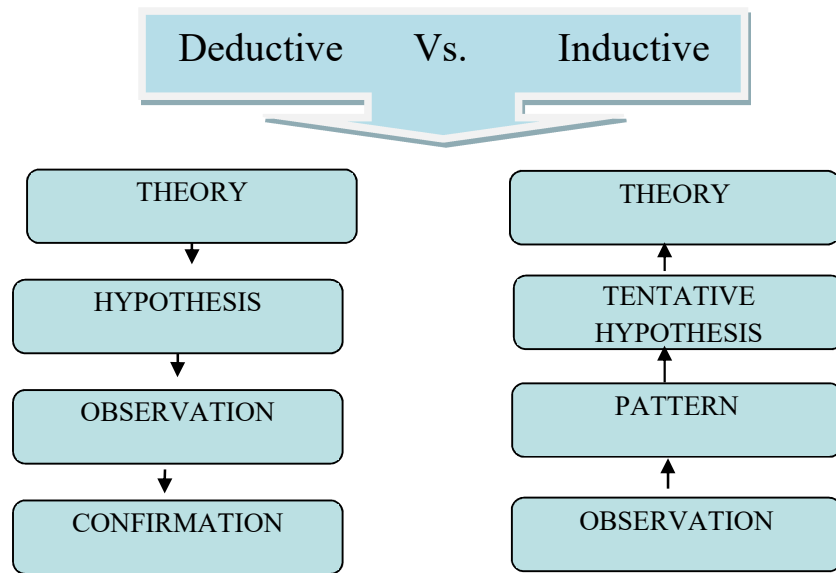 Deductive Vs. Inductive
THEORY
HYPOTHESIS
OBSERVATION
CONFIRMATION
THEORY
TENTATIVE
HYPOTHESIS
PATTERN
OBSERVATION